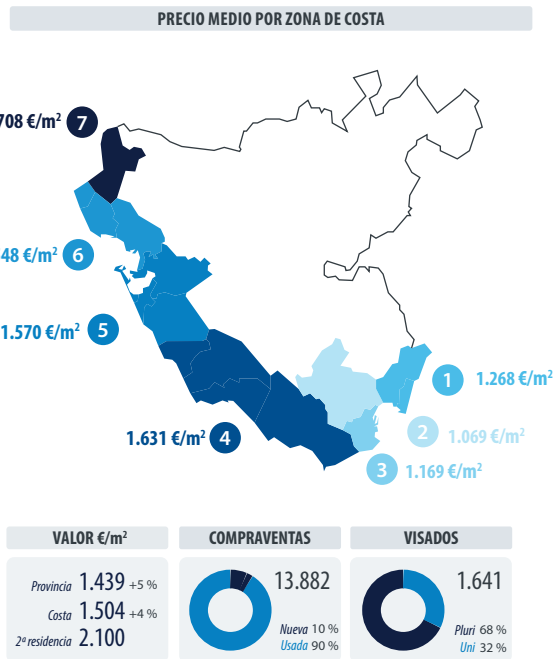 PRECIO MEDIO POR ZONA DE COSTA
708 €/m² 7
48 €/m² 6
1.570 €/m² 5
1 1.268 €/m²
1.631 €/m² 4
2 1.069 €/m²
3 1.169 €/m²
VALOR €/m²
Provincia 1.439 +5 %
Costa 1.504 +4 %
2ª residencia 2.100
COMPRAVENTAS
13.882
Nueva 10 %
Usada 90 %
VISADOS
1.641
Pluri 68 %
Uni 32 %